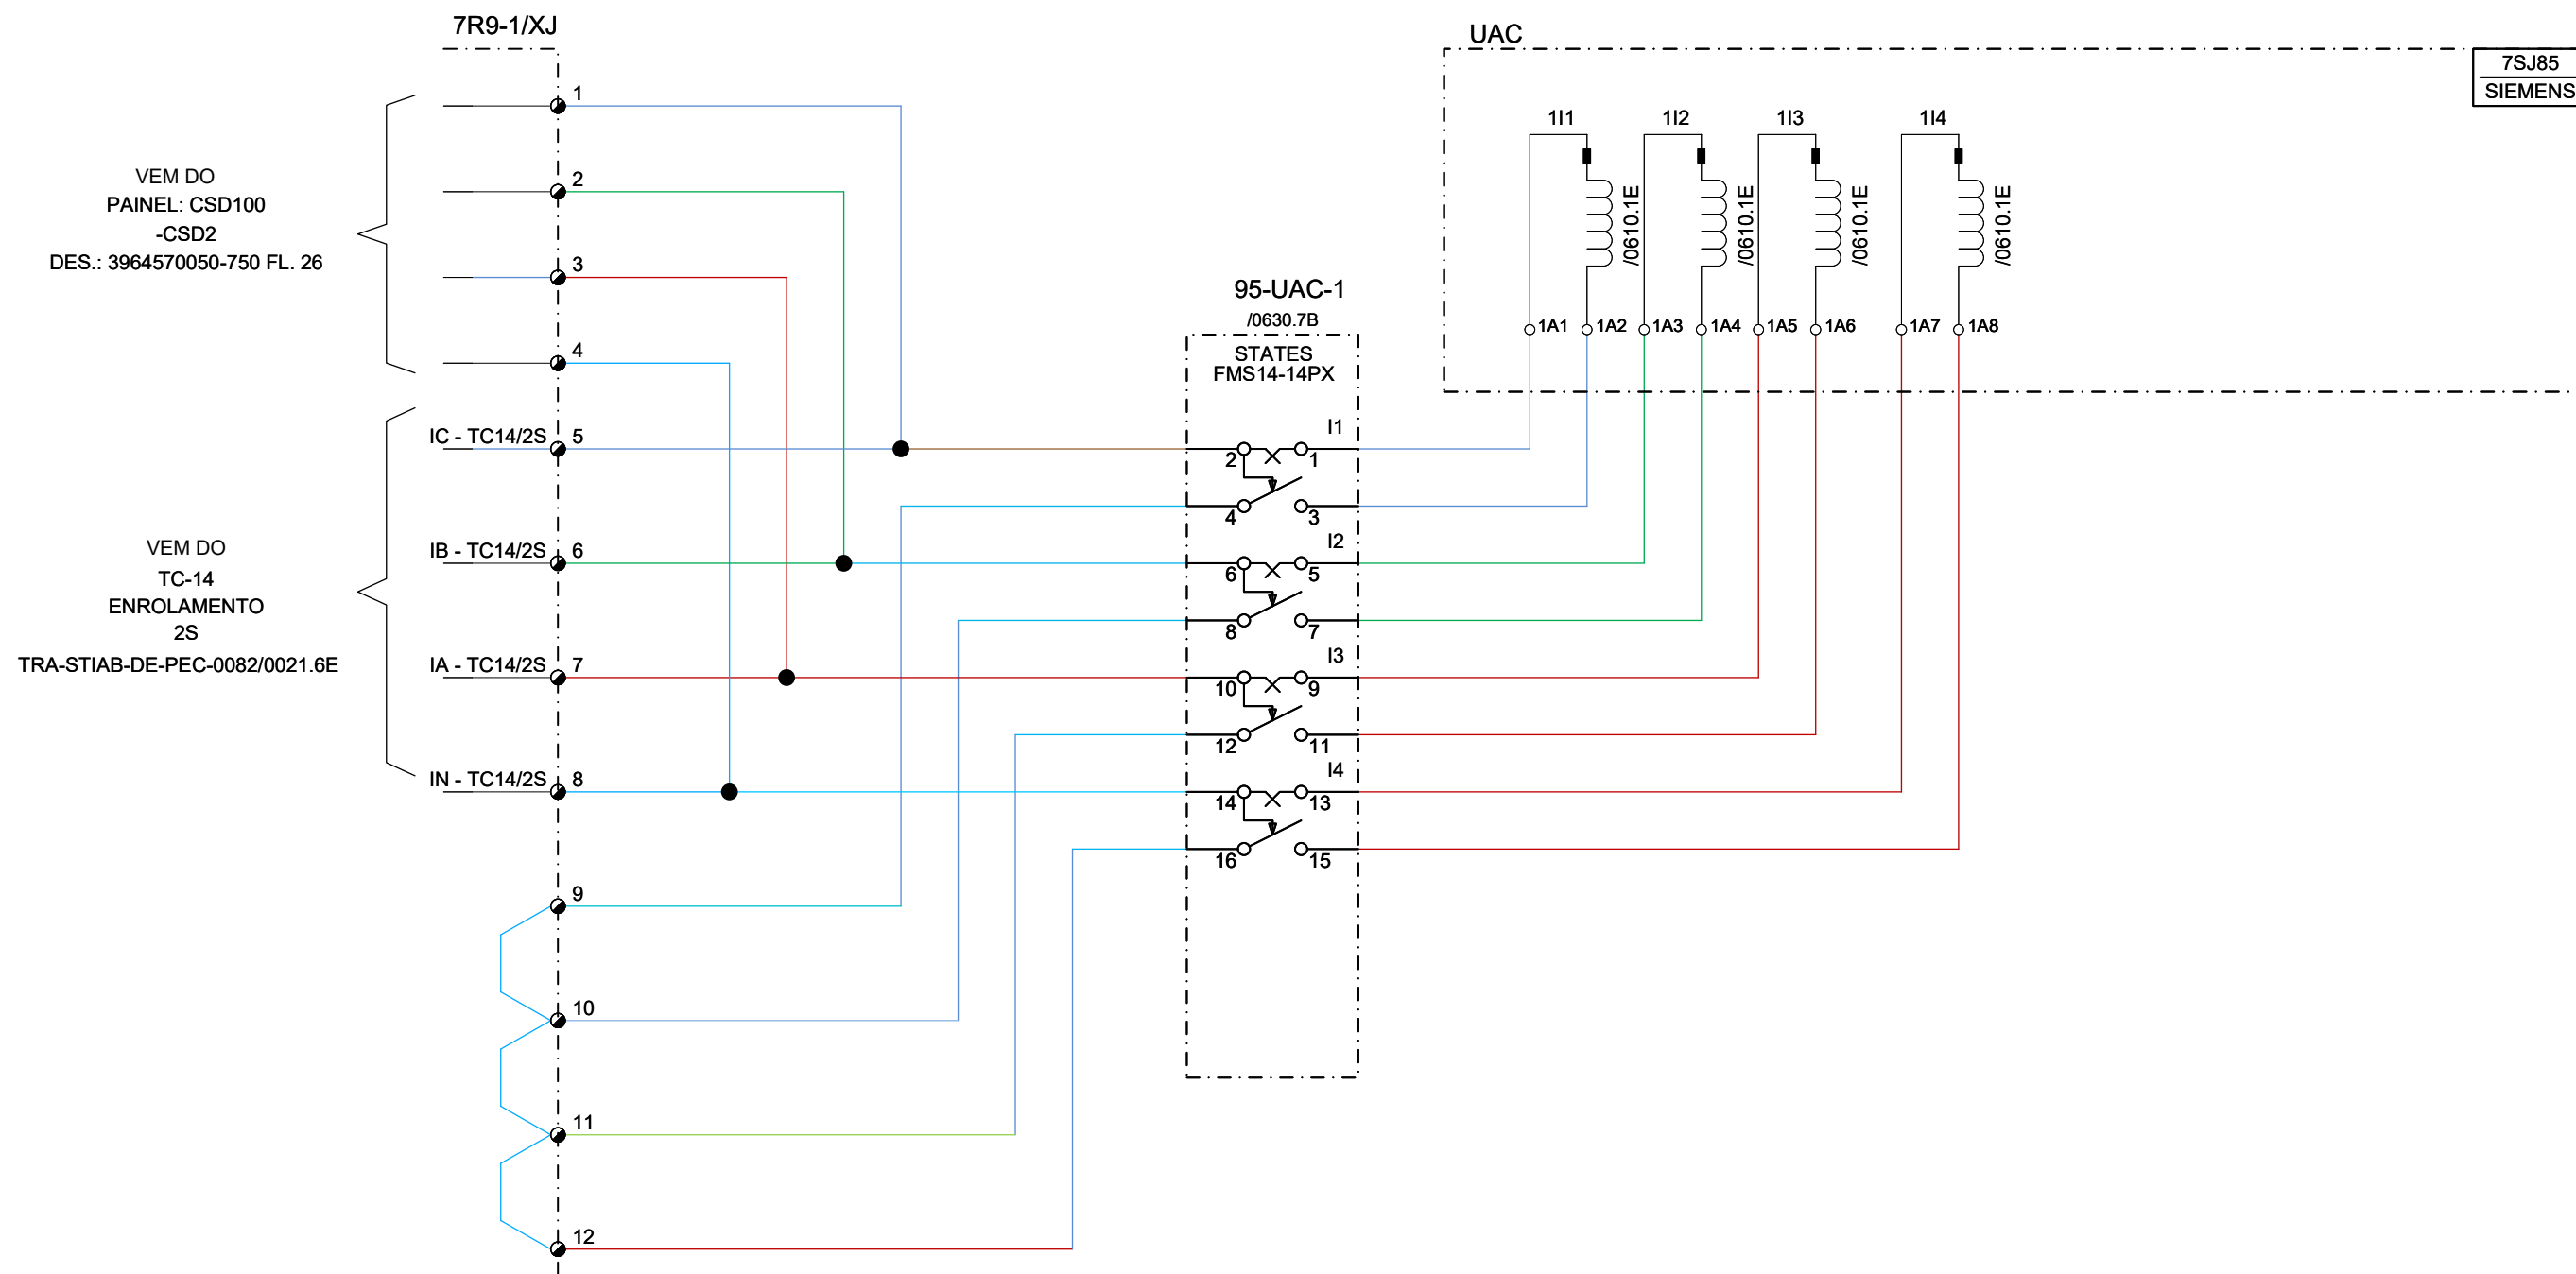 7R9-1/XJ
UAC
7SJ85
SIEMENS
1
2
3
4
VEM DO
PAINEL: CSD100
-CSD2
DES.: 3964570050-750 FL. 26
1I1
1I2
1I3
1I4
/0610.1E
/0610.1E
/0610.1E
/0610.1E
1A1
1A2
1A3
1A4
1A5
1A6
1A7
1A8
95-UAC-1
/0630.7B
STATES
FMS14-14PX
IC - TC14/2S
5
IB - TC14/2S
6
IA - TC14/2S
7
IN - TC14/2S
8
VEM DO
TC-14
ENROLAMENTO
2S
TRA-STIAB-DE-PEC-0082/0021.6E
I1
2
1
4
3
I2
6
5
8
7
I3
10
9
12
11
I4
14
13
16
15
9
10
11
12